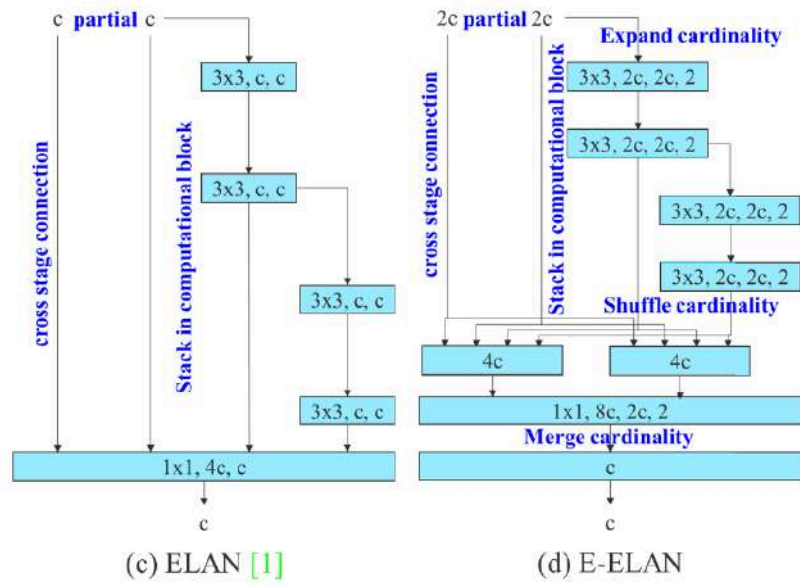 c partial c
3x3, c, c
3x3, c, c
cross stage connection
Stack in computational block
3x3, c, c
3x3, c, c
1x1, 4c, c
c
(c) ELAN [1]
2c partial 2c
Expand cardinality
3x3, 2c, 2c, 2
3x3, 2c, 2c, 2
cross stage connection
Stack in computational block
3x3, 2c, 2c, 2
3x3, 2c, 2c, 2
Shuffle cardinality
4c 4c
1x1, 8c, 2c, 2
Merge cardinality
c
c
(d) E-ELAN